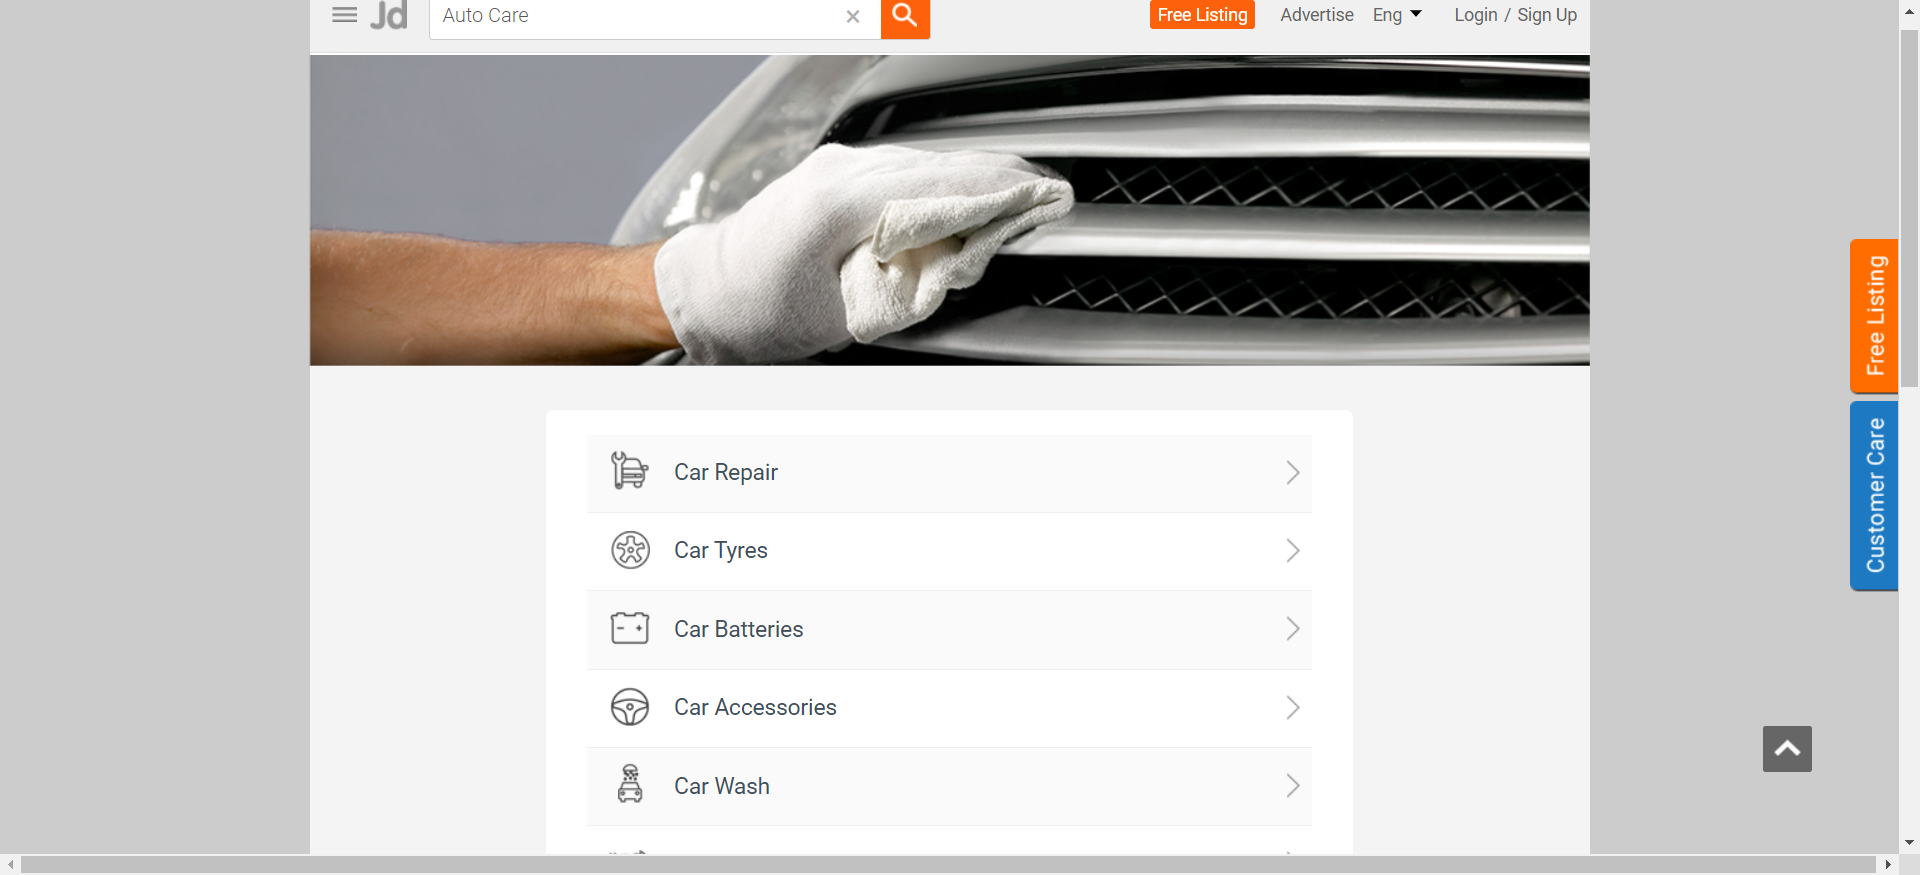 Jd
Auto Care
Free Listing
Advertise
Eng
Login / Sign Up
Car Repair
Car Tyres
Car Batteries
Car Accessories
Car Wash
Free Listing
Customer Care